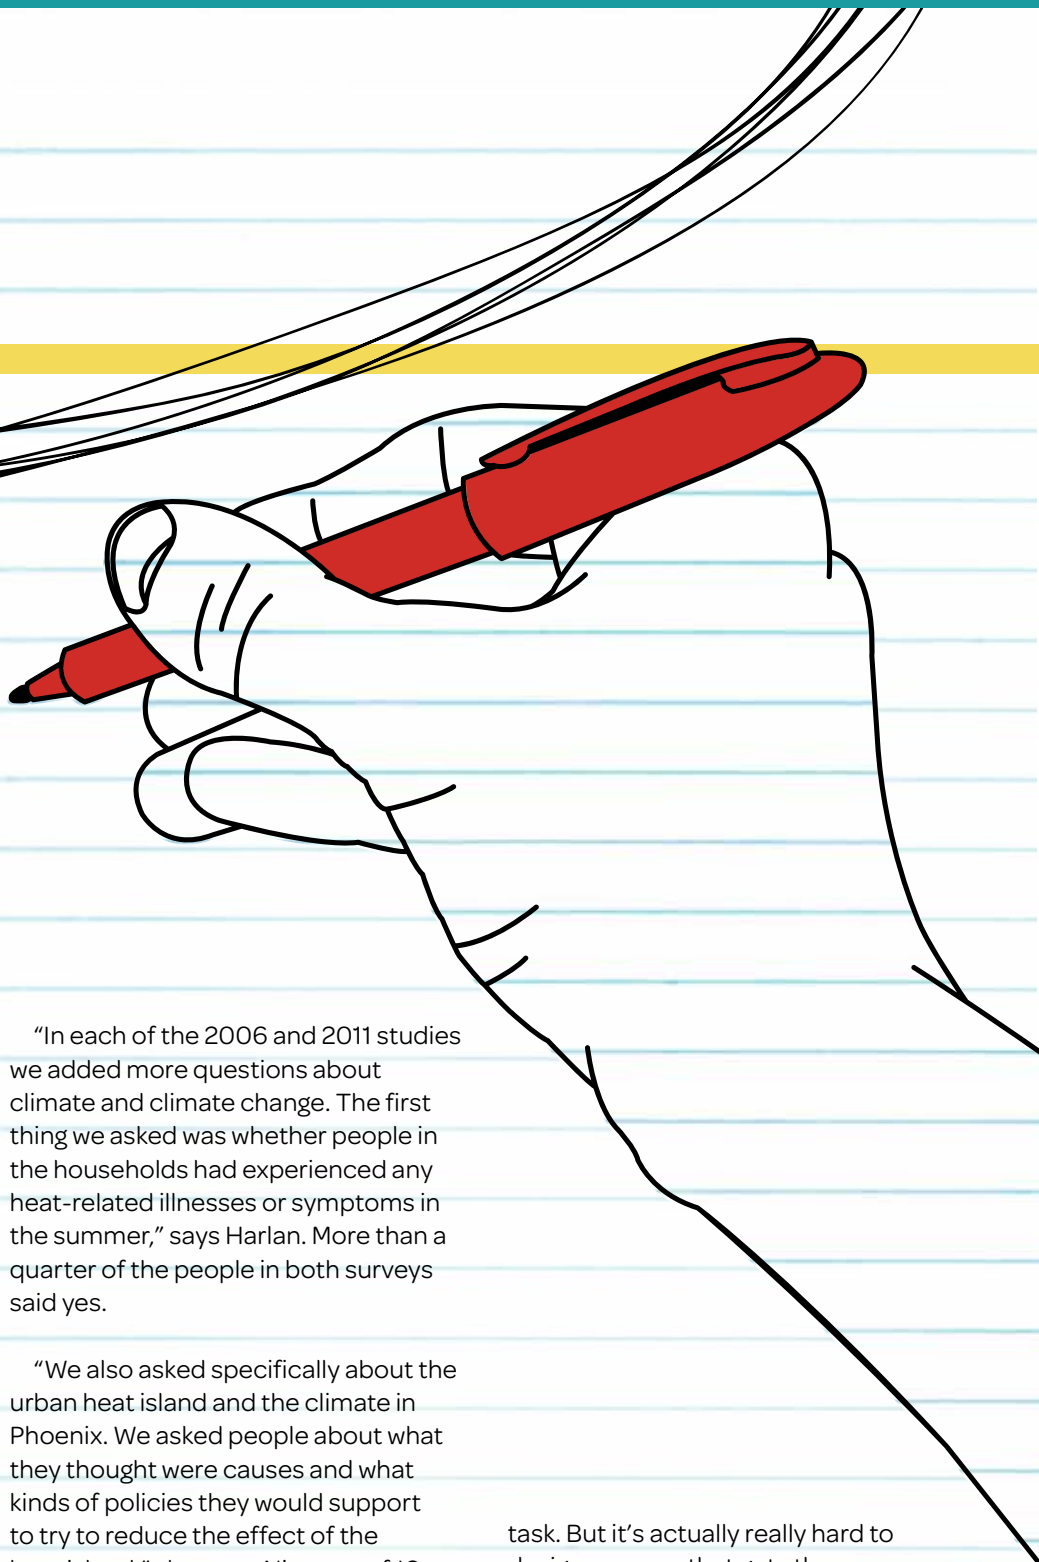 “In each of the 2006 and 2011 studies
we added more questions about
climate and climate change. The first
thing we asked was whether people in
the households had experienced any
heat-related illnesses or symptoms in
the summer,” says Harlan. More than a
quarter of the people in both surveys
said yes.
“We also asked specifically about the
urban heat island and the climate in
Phoenix. We asked people about what
they thought were causes and what
kinds of policies they would support
to try to reduce the effect of the
task. But it’s actually really hard to